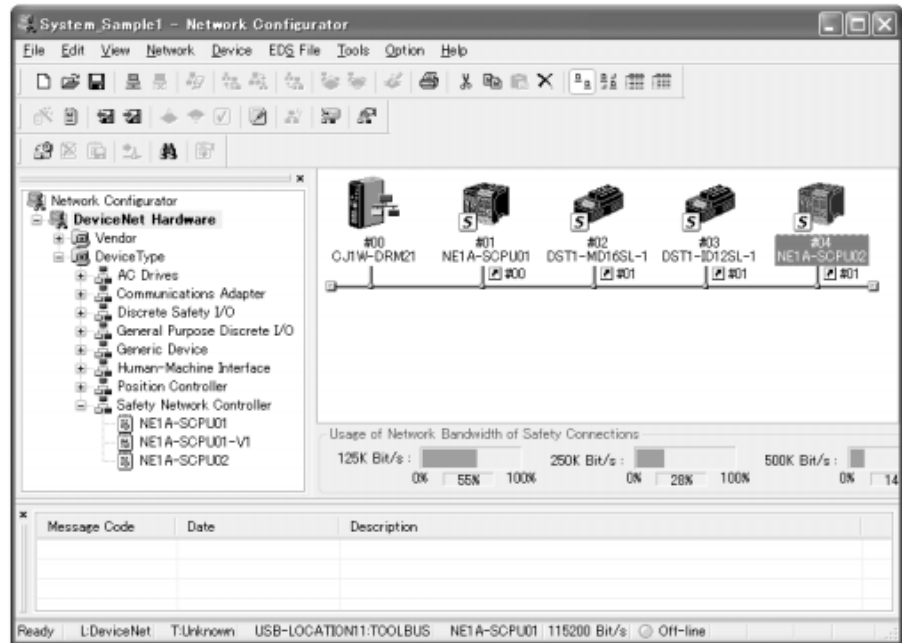 System_Sample1 - Network Configurator
File Edit View Network Device EDS File Tools Option Help
Network Configurator
DeviceNet Hardware
Vendor
DeviceType
AC Drives
Communications Adapter
Discrete Safety I/O
General Purpose Discrete I/O
Generic Device
Human-Machine Interface
Position Controller
Safety Network Controller
NE1A-SCPU01
NE1A-SCPU01-V1
NE1A-SCPU02
#00 #01 #02 #03 #04
CJ1W-DRM21 NE1A-SCPU01 DST1-MD16SL-1 DST1-ID12SL-1 NE1A-SCPU02
#00 #01 #01 #01
S S S S
Usage of Network Bandwidth of Safety Connections
125K Bit/s : 250K Bit/s : 500K Bit/s :
0% 55% 100% 0% 28% 100% 0% 14
Message Code Date Description
Ready L:DeviceNet T:Unknown USB-LOCATION11:TOOLBUS NE1A-SCPU01 115200 Bit/s Off-line